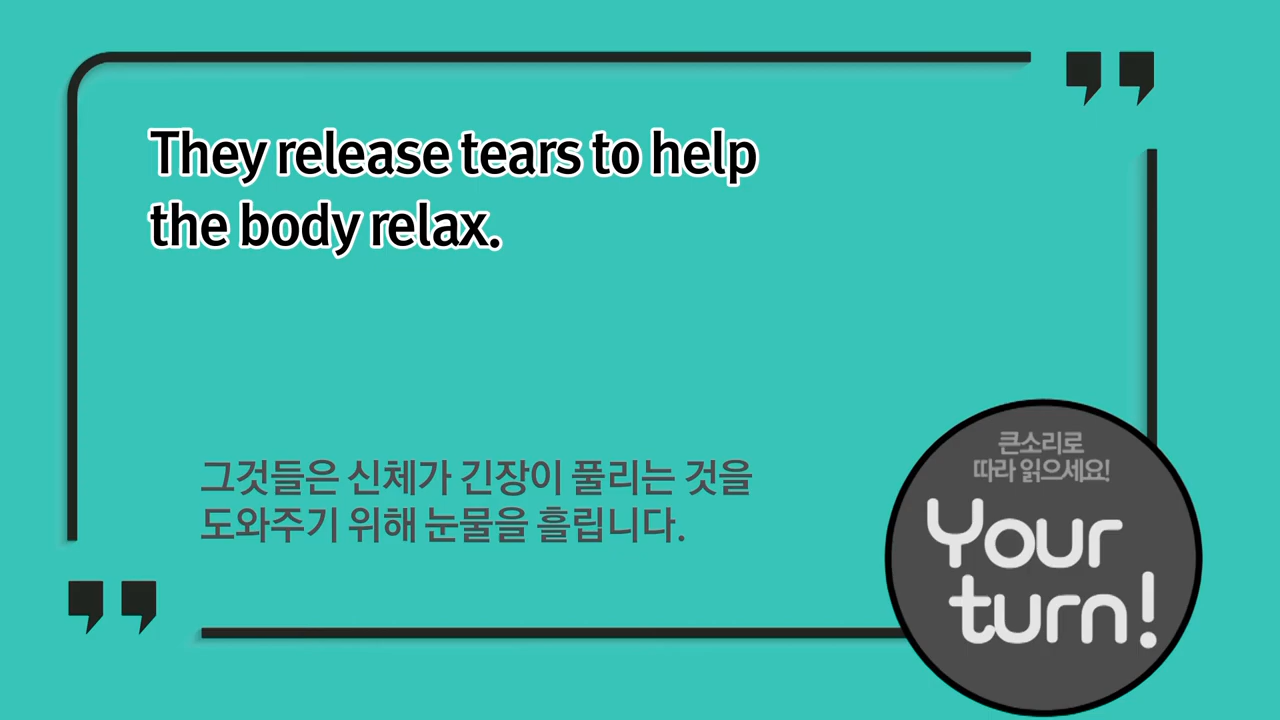 They release tears to help
the body relax.
그것들은 신체가 긴장이 풀리는 것을
도와주기 위해 눈물을 흘립니다.
큰소리로
따라 읽으세요!
Your
turn!